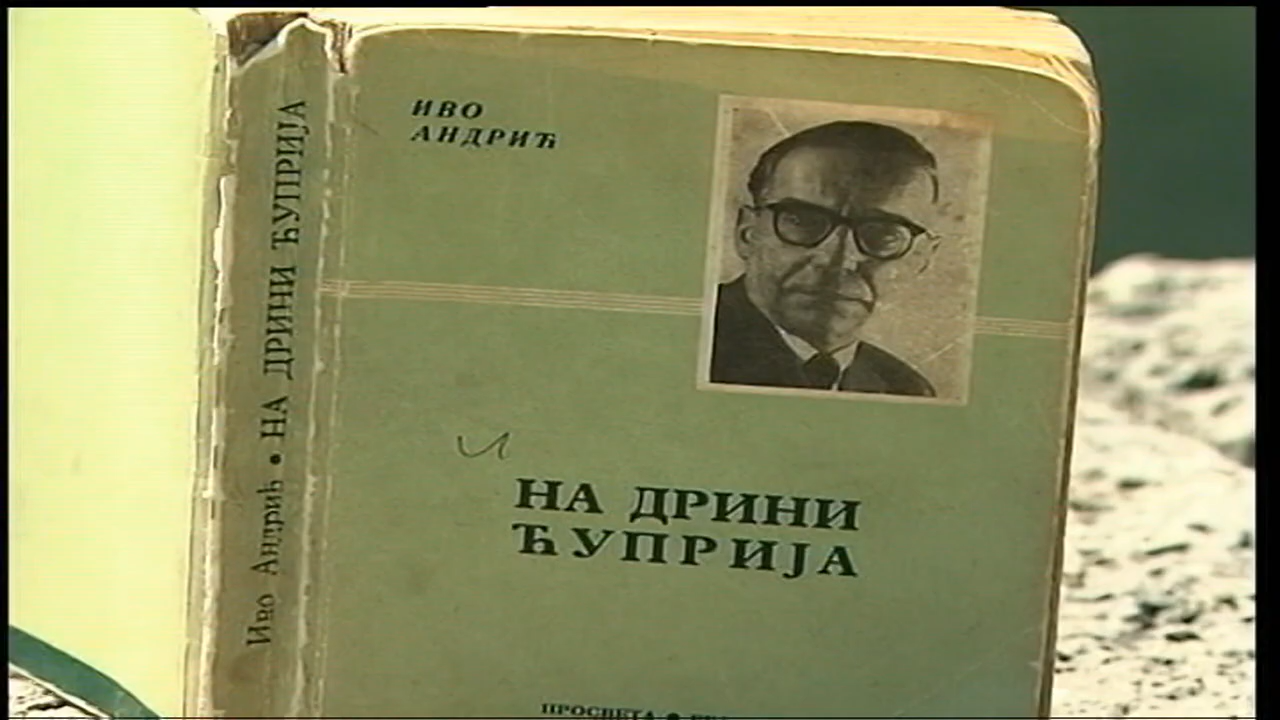 Иво Андрић • НА ДРИНИ ЋУПРИЈА
ИВО
АНДРИЋ
НА ДРИНИ
ЋУПРИЈА
ПРОСВЕТА •